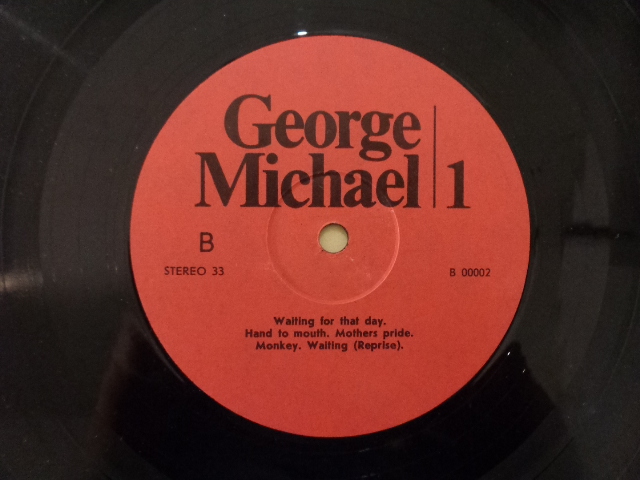 George
Michael 1
B
STEREO 33 B 00002
Waiting for that day.
Hand to mouth. Mothers pride.
Monkey. Waiting (Reprise).